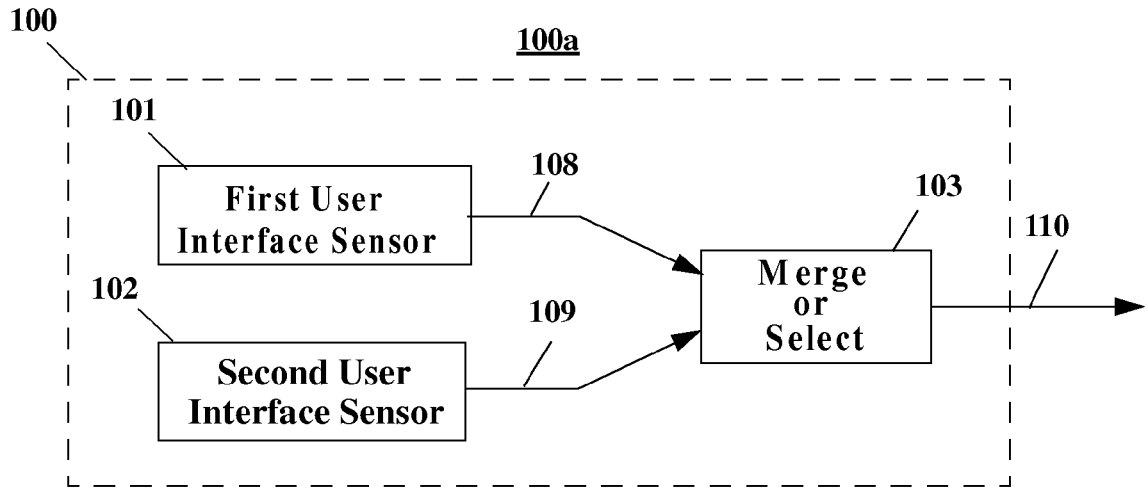 100
100a
101
First User
Interface Sensor
108
103
Merge
or
Select
110
102
Second User
Interface Sensor
109